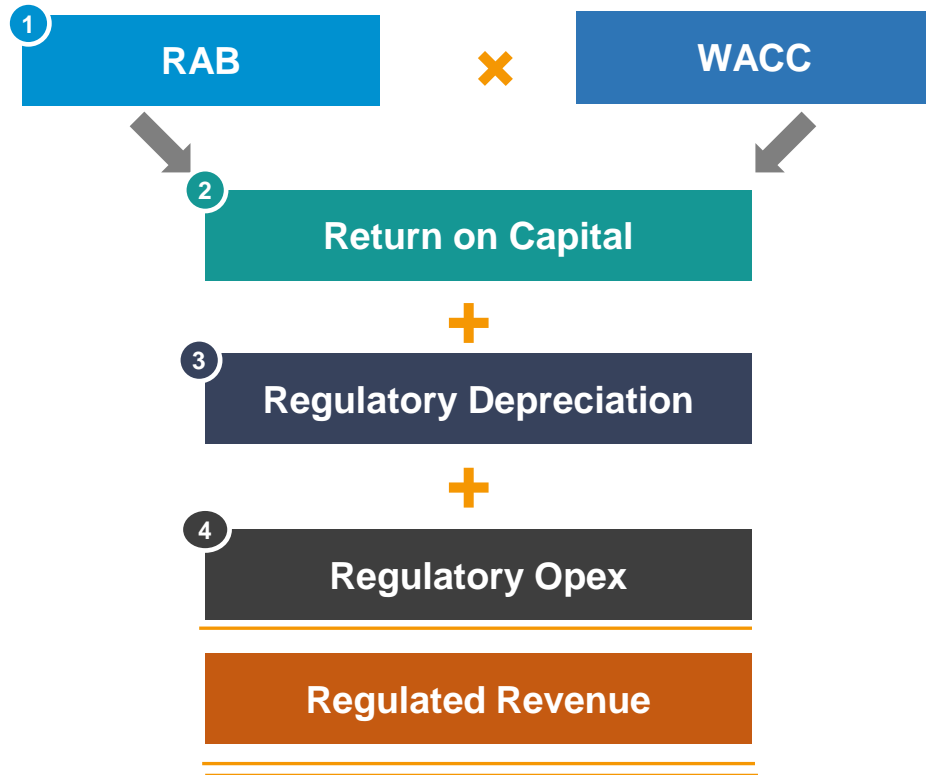 1
RAB
WACC
2
Return on Capital
3
Regulatory Depreciation
4
Regulatory Opex
Regulated Revenue